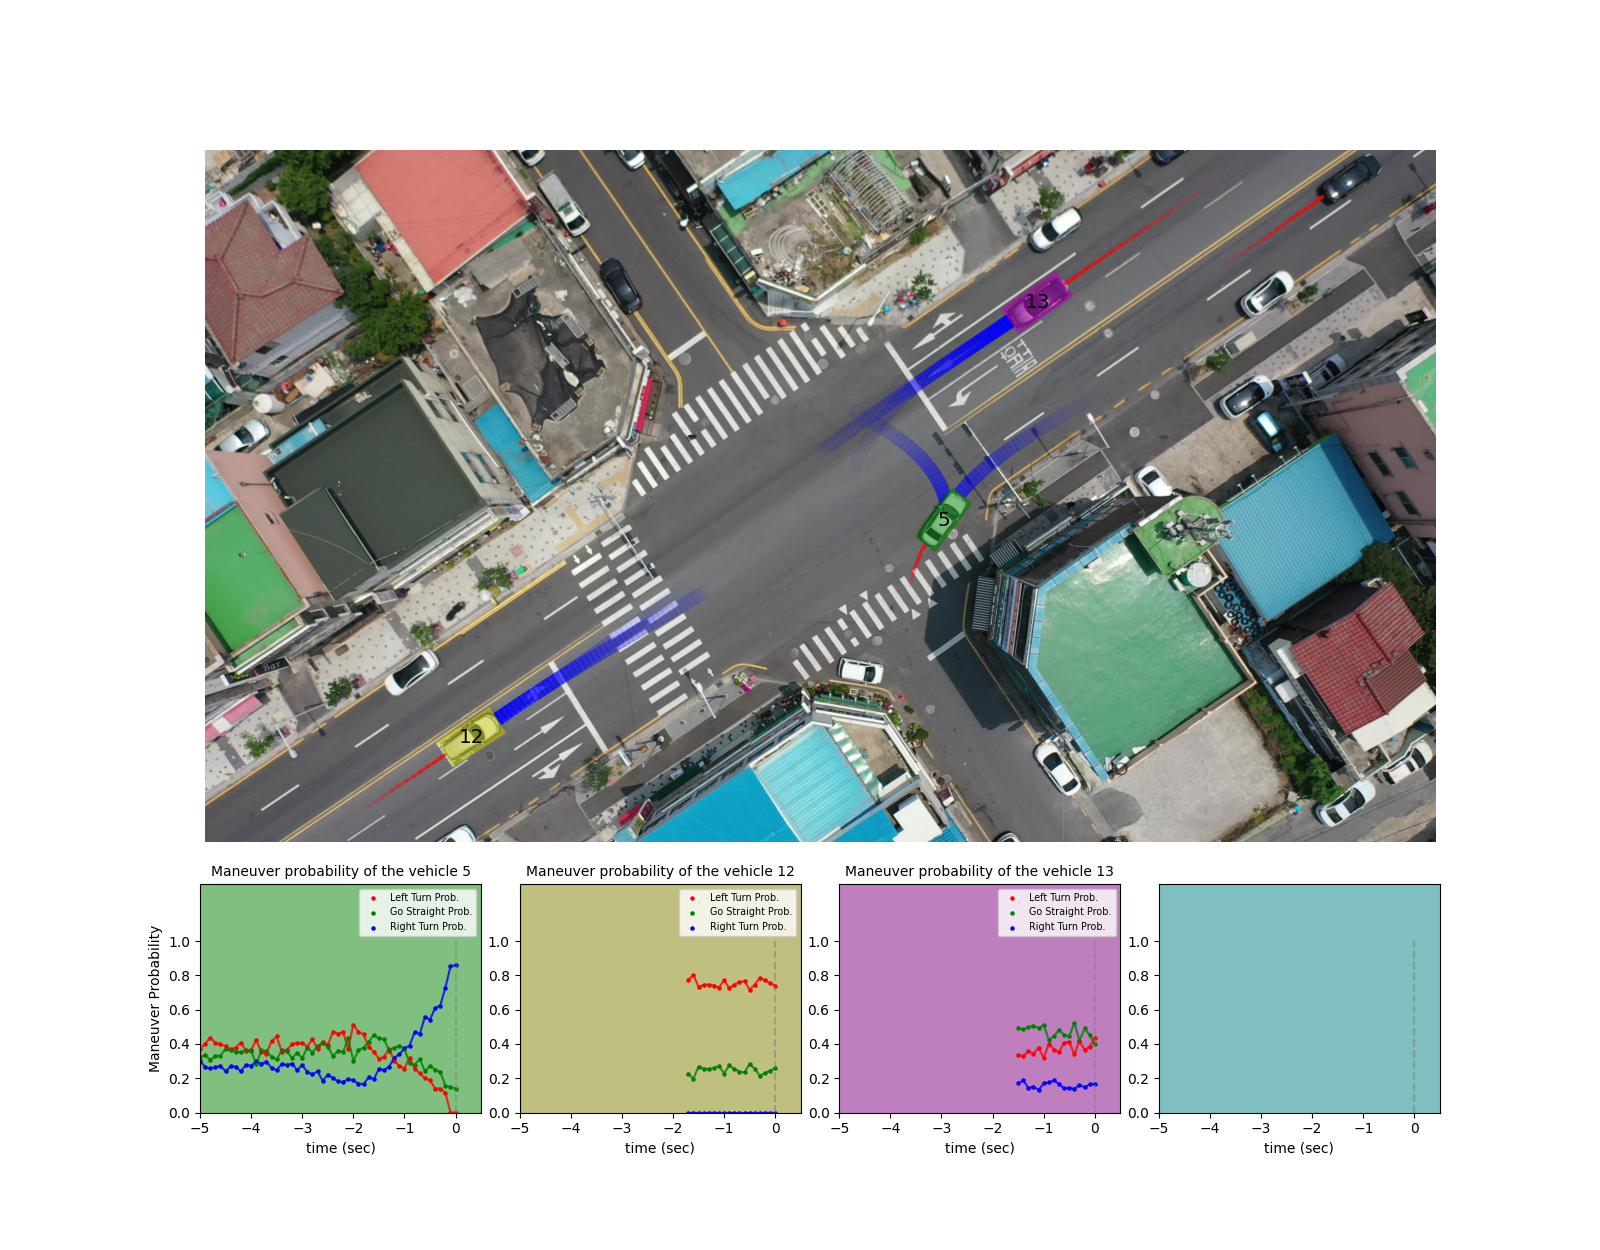 13
5
12
Bar
Maneuver probability of the vehicle 5
Maneuver probability of the vehicle 12
Maneuver probability of the vehicle 13
Maneuver Probability
Left Turn Prob.
Go Straight Prob.
Right Turn Prob.
Left Turn Prob.
Go Straight Prob.
Right Turn Prob.
Left Turn Prob.
Go Straight Prob.
Right Turn Prob.
1.0
0.8
0.6
0.4
0.2
0.0
−5 −4 −3 −2 −1 0
time (sec)
1.0
0.8
0.6
0.4
0.2
0.0
−5 −4 −3 −2 −1 0
time (sec)
1.0
0.8
0.6
0.4
0.2
0.0
−5 −4 −3 −2 −1 0
time (sec)
1.0
0.8
0.6
0.4
0.2
0.0
−5 −4 −3 −2 −1 0
time (sec)